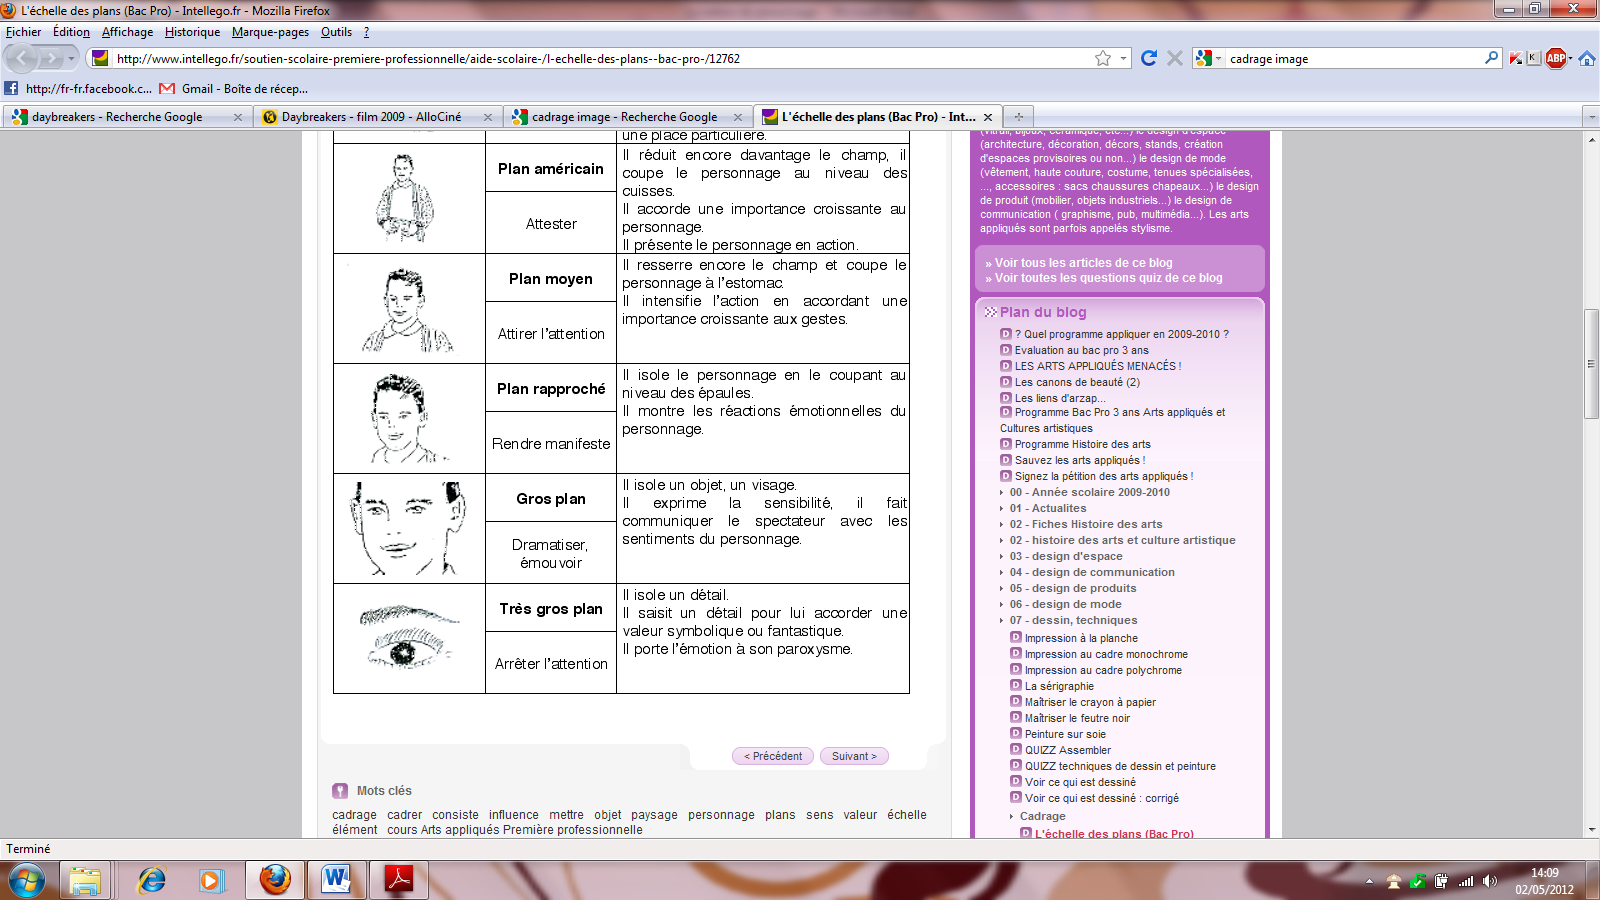 L'échelle des plans (Bac Pro) - Intellego.fr - Mozilla Firefox
Fichier Édition Affichage Historique Marque-pages Outils ?
http://www.intellego.fr/soutien-scolaire-premiere-professionnelle/aide-scolaire-/l-echelle-des-plans--bac-pro-/12762
cadrage image
ABP
http://fr-fr.facebook.c... Gmail - Boîte de récep...
daybreakers - Recherche Google
Daybreakers - film 2009 - AlloCiné
cadrage image - Recherche Google
L'échelle des plans (Bac Pro) - Int...
une place particulière.
Plan américain
Attester
Il réduit encore davantage le champ, il
coupe le personnage au niveau des
cuisses.
Il accorde une importance croissante au
personnage.
Il présente le personnage en action.
Plan moyen
Attirer l'attention
Il resserre encore le champ et coupe le
personnage à l'estomac.
Il intensifie l'action en accordant une
importance croissante aux gestes.
Plan rapproché
Rendre manifeste
Il isole le personnage en le coupant au
niveau des épaules.
Il montre les réactions émotionnelles du
personnage.
Gros plan
Dramatiser,
émouvoir
Il isole un objet, un visage.
Il exprime la sensibilité, il fait
communiquer le spectateur avec les
sentiments du personnage.
Très gros plan
Arrêter l'attention
Il isole un détail.
Il saisit un détail pour lui accorder une
valeur symbolique ou fantastique.
Il porte l'émotion à son paroxysme.
< Précédent
Suivant >
Mots clés
cadrage cadrer consiste influence mettre objet paysage personnage plans sens valeur échelle
élément cours Arts appliqués Première professionnelle
(vitrail, bijoux, céramique, etc...) le design d'espace
(architecture, décoration, décors, stands, création
d'espaces provisoires ou non...) le design de mode
(vêtement, haute couture, costume, tenues spécialisées,
..., accessoires : sacs chaussures chapeaux...) le design
de produit (mobilier, objets industriels...) le design de
communication ( graphisme, pub, multimédia...). Les arts
appliqués sont parfois appelés stylisme.
» Voir tous les articles de ce blog
» Voir toutes les questions quiz de ce blog
Plan du blog
? Quel programme appliquer en 2009-2010 ?
Evaluation au bac pro 3 ans
LES ARTS APPLIQUÉS MENACÉS !
Les canons de beauté (2)
Les liens d'arzap...
Programme Bac Pro 3 ans Arts appliqués et
Cultures artistiques
Programme Histoire des arts
Sauvez les arts appliqués !
Signez la pétition des arts appliqués !
00 - Année scolaire 2009-2010
01 - Actualites
02 - Fiches Histoire des arts
02 - histoire des arts et culture artistique
03 - design d'espace
04 - design de communication
05 - design de produits
06 - design de mode
07 - dessin, techniques
Impression à la planche
Impression au cadre monochrome
Impression au cadre polychrome
La sérigraphie
Maîtriser le crayon à papier
Maîtriser le feutre noir
Peinture sur soie
QUIZZ Assembler
QUIZZ techniques de dessin et peinture
Voir ce qui est dessiné
Voir ce qui est dessiné : corrigé
Cadrage
L'échelle des plans (Bac Pro)
Terminé
14:09
02/05/2012